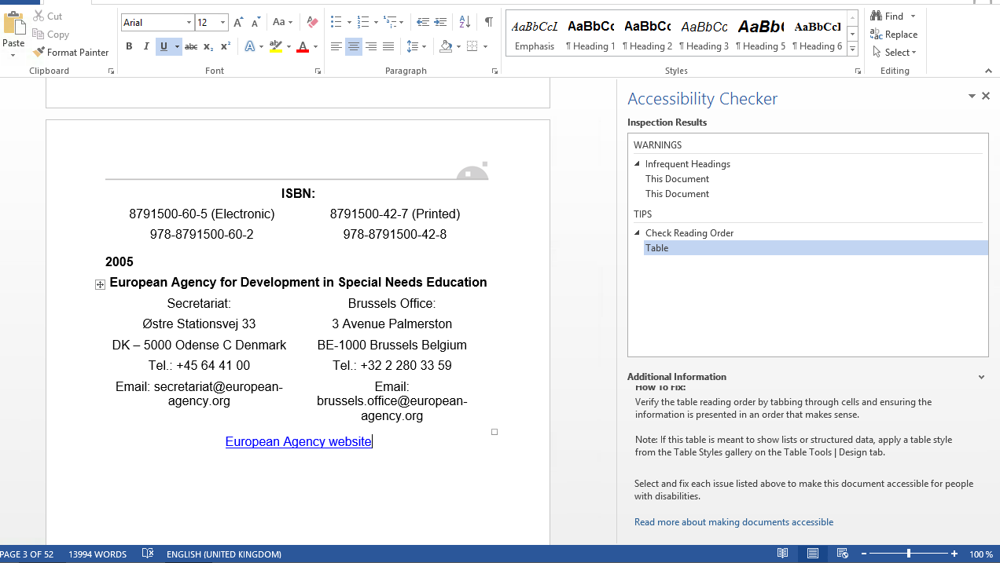 Cut
Copy
Paste
Format Painter
Clipboard
Arial
12
Aa
B I U abc X₂ X²
A aby A
A Z
¶
Font
Paragraph
AaBbCcL AaBbCc AaBbCc AaBbCc AaBbC AaBbCcI
Emphasis ¶ Heading 1 ¶ Heading 2 ¶ Heading 3 ¶ Heading 5 ¶ Heading 6
Styles
Find
Replace
Select
Editing
ISBN:
8791500-60-5 (Electronic) 8791500-42-7 (Printed)
978-8791500-60-2 978-8791500-42-8
2005
European Agency for Development in Special Needs Education
Secretariat: Brussels Office:
Østre Stationsvej 33 3 Avenue Palmerston
DK – 5000 Odense C Denmark BE-1000 Brussels Belgium
Tel.: +45 64 41 00 Tel.: +32 2 280 33 59
Email: secretariat@european-
agency.org
Email:
brussels.office@european-
agency.org
European Agency website
Accessibility Checker
Inspection Results
WARNINGS
Infrequent Headings
This Document
This Document
TIPS
Check Reading Order
Table
Additional Information
How To Fix:
Verify the table reading order by tabbing through cells and ensuring the
information is presented in an order that makes sense.
Note: If this table is meant to show lists or structured data, apply a table style
from the Table Styles gallery on the Table Tools | Design tab.
Select and fix each issue listed above to make this document accessible for people
with disabilities.
Read more about making documents accessible
PAGE 3 OF 52 13994 WORDS ENGLISH (UNITED KINGDOM) 100 %